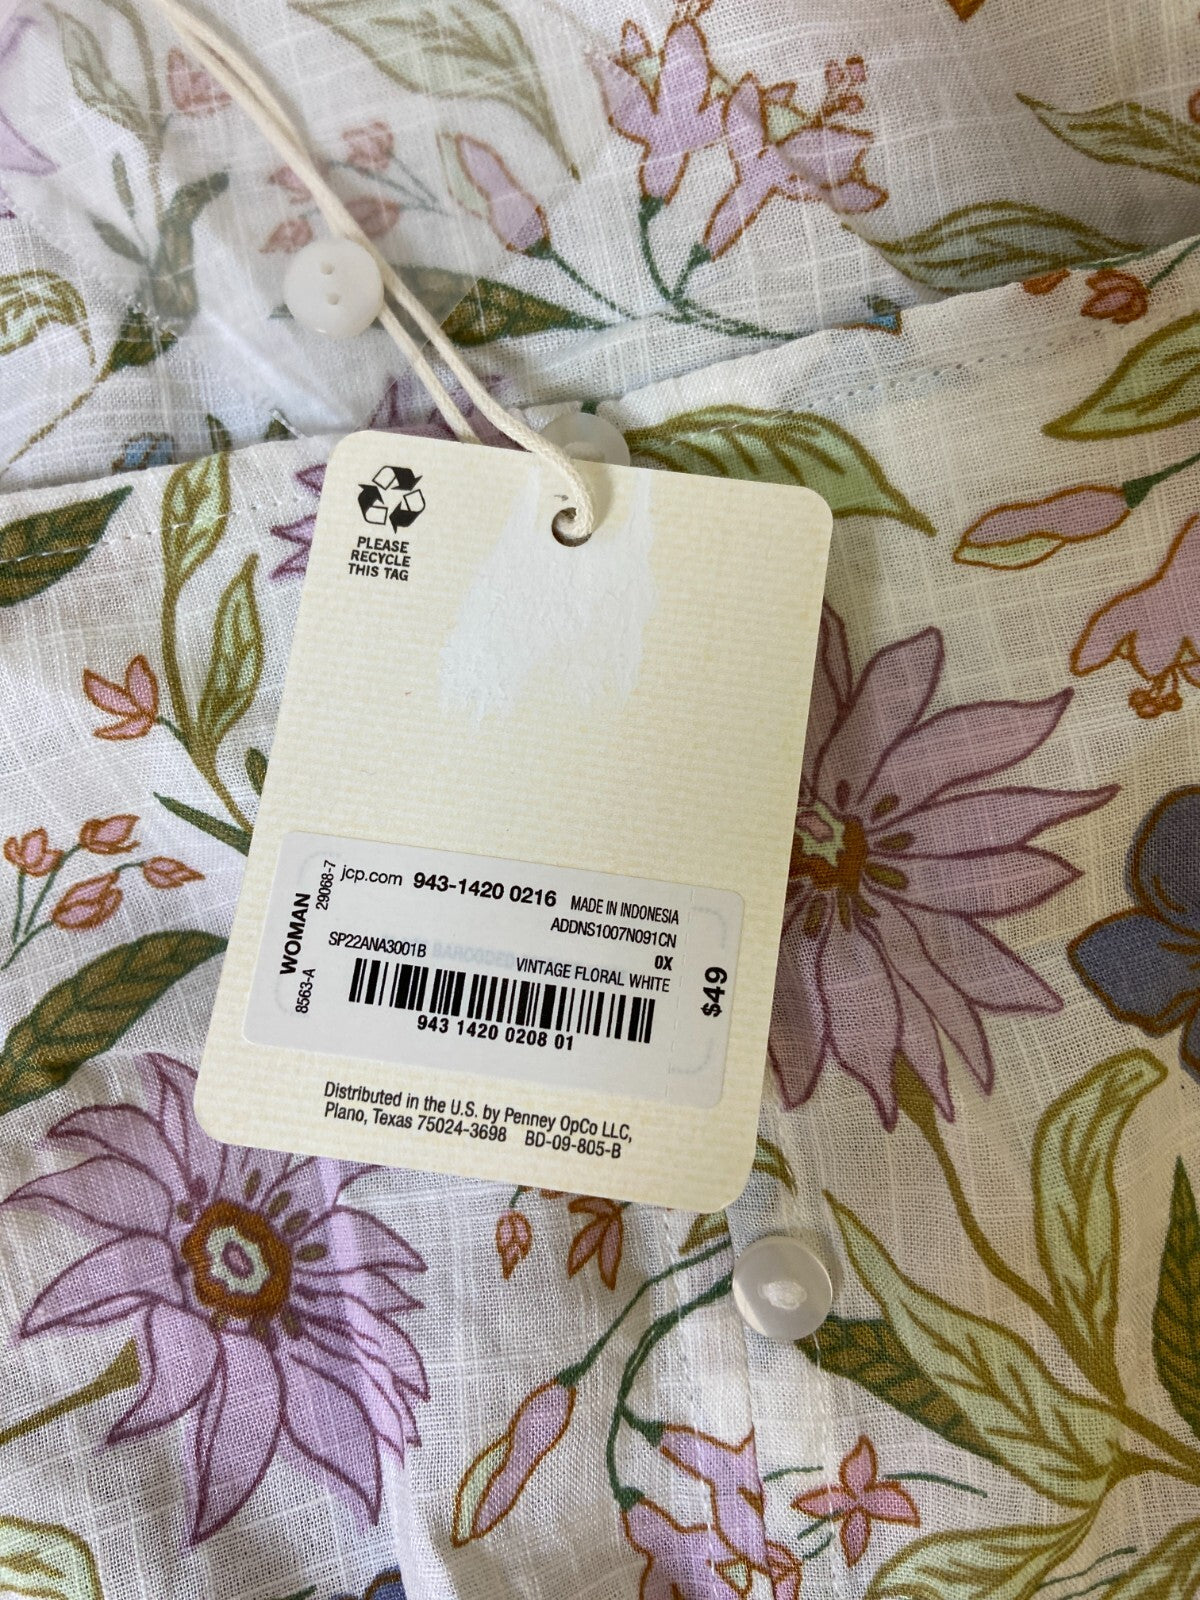 PLEASE
RECYCLE
THIS TAG
WOMAN
29068-7
8563-A
jcp.com 943-1420 0216 MADE IN INDONESIA
ADDNS1007N091CN
SP22ANA3001B BARCODED 0X
VINTAGE FLORAL WHITE
943 1420 0208 01
$49
Distributed in the U.S. by Penney OpCo LLC,
Plano, Texas 75024-3698 BD-09-805-B